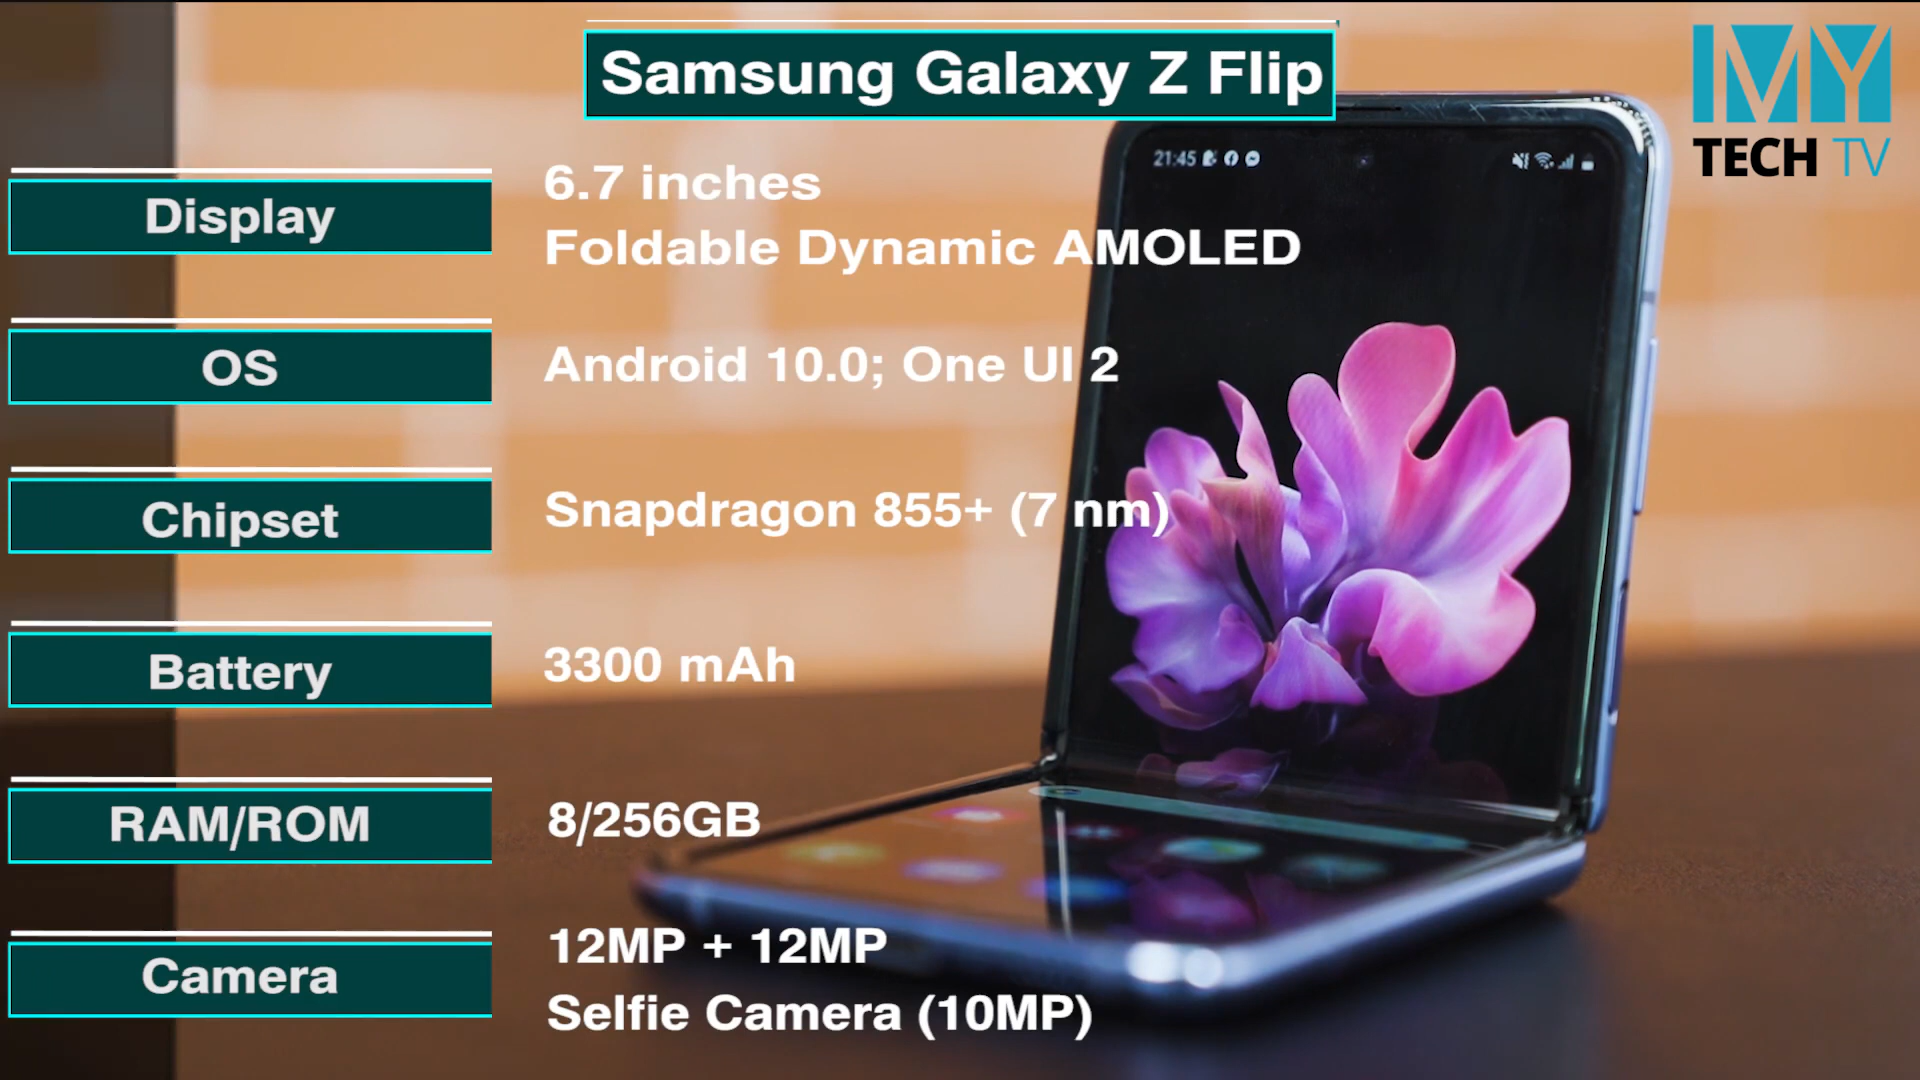 Samsung Galaxy Z Flip
IMY
TECH TV
21:45
Display
6.7 inches
Foldable Dynamic AMOLED
OS
Android 10.0; One UI 2
Chipset
Snapdragon 855+ (7 nm)
Battery
3300 mAh
RAM/ROM
8/256GB
Camera
12MP + 12MP
Selfie Camera (10MP)